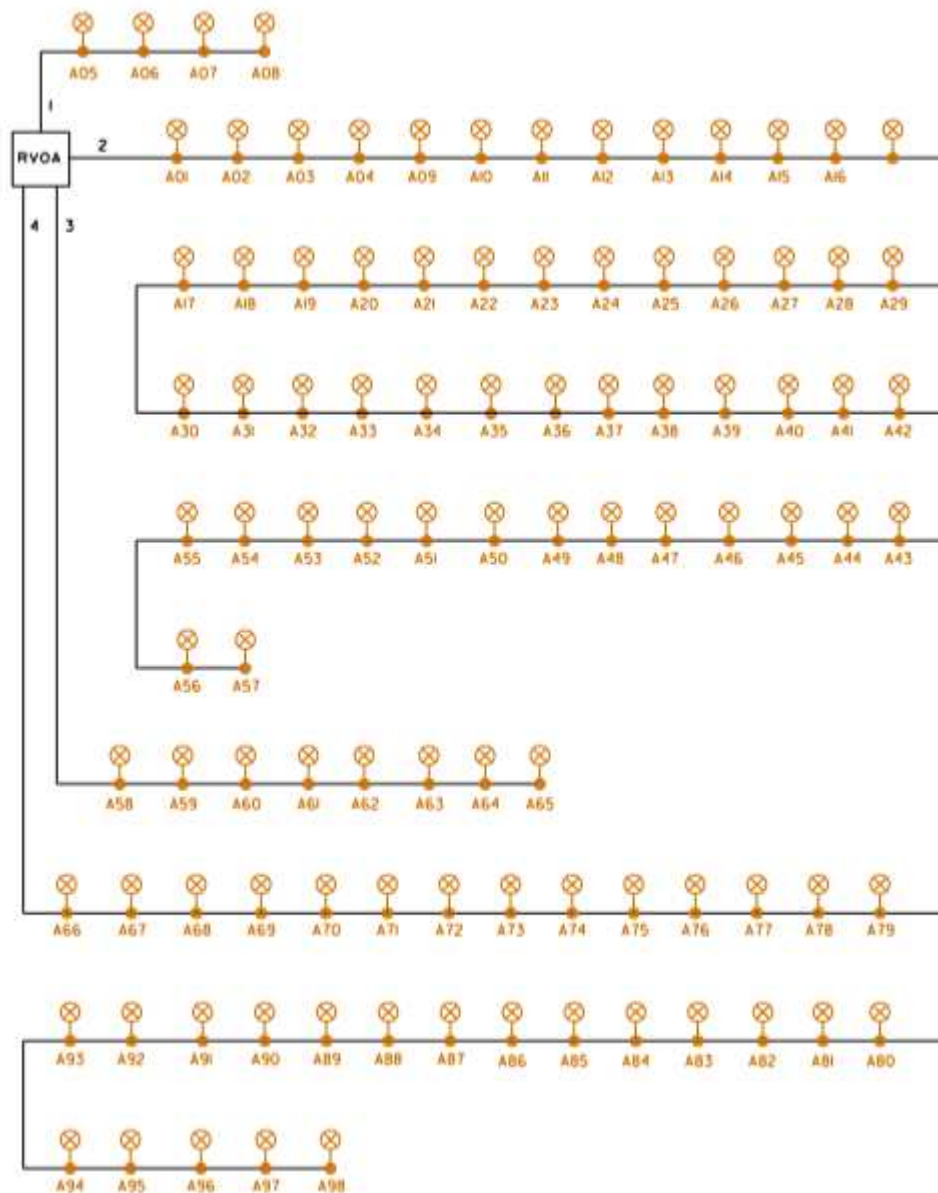 A05 A06 A07 A08
1
RVOA
2
A01 A02 A03 A04 A09 A10 A11 A12 A13 A14 A15 A16
4 3
A17 A18 A19 A20 A21 A22 A23 A24 A25 A26 A27 A28 A29
A30 A31 A32 A33 A34 A35 A36 A37 A38 A39 A40 A41 A42
A55 A54 A53 A52 A51 A50 A49 A48 A47 A46 A45 A44 A43
A56 A57
A58 A59 A60 A61 A62 A63 A64 A65
A66 A67 A68 A69 A70 A71 A72 A73 A74 A75 A76 A77 A78 A79
A93 A92 A91 A90 A89 A88 A87 A86 A85 A84 A83 A82 A81 A80
A94 A95 A96 A97 A98